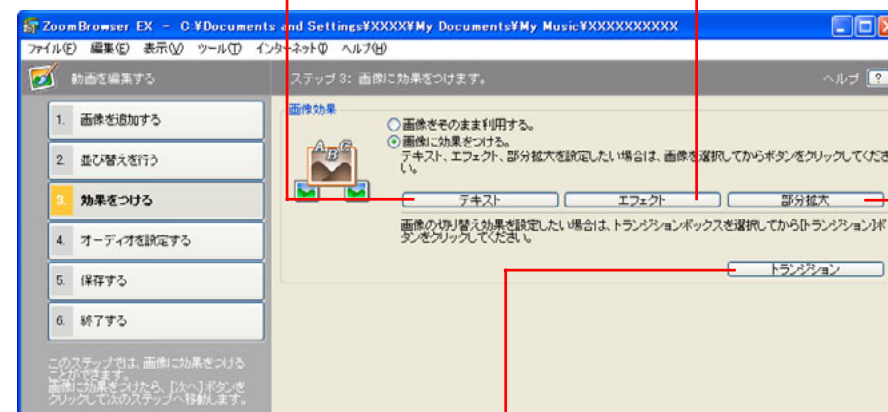 ZoomBrowser EX - C:¥Documents and Settings¥XXXX¥My Documents¥My Music¥XXXXXXXXXX
ファイル(F) 編集(E) 表示(V) ツール(T) インターネット(I) ヘルプ(H)
動画を編集する
ステップ 3: 画像に効果をつけます。
ヘルプ ?
1. 画像を追加する
2. 並び替えを行う
3. 効果をつける
4. オーディオを設定する
5. 保存する
6. 終了する
このステップでは、画像に効果をつける
ことができます。
画像に効果をつけたら、[次へ]ボタンを
クリックして次のステップへ移動します。
画像効果
ABC
画像をそのまま利用する。
画像に効果をつける。
テキスト、エフェクト、部分拡大を設定したい場合は、画像を選択してからボタンをクリックしてくださ
い。
テキスト エフェクト 部分拡大
画像の切り替え効果を設定したい場合は、トランジションボックスを選択してから[トランジション]ボ
タンをクリックしてください。
トランジション